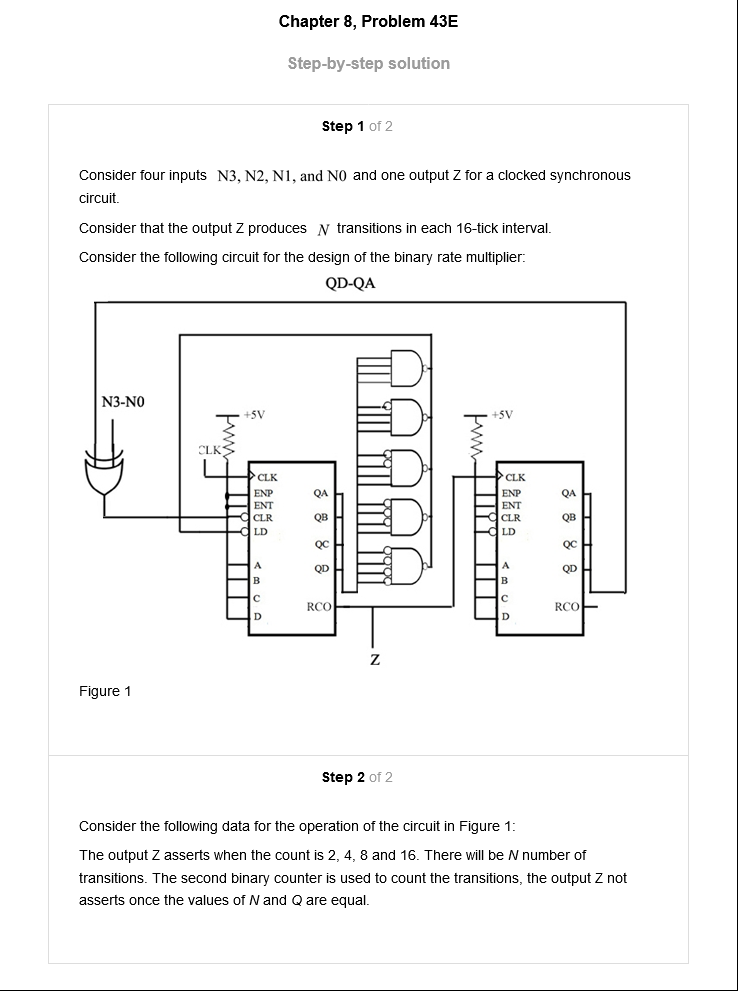 Chapter 8, Problem 43E
Step-by-step solution
Step 1 of 2
Consider four inputs N3, N2, N1, and N0 and one output Z for a clocked synchronous
circuit.
Consider that the output Z produces N transitions in each 16-tick interval.
Consider the following circuit for the design of the binary rate multiplier:
QD-QA
N3-N0
+5V
+5V
CLK
CLK
ENP
ENT
CLR
LD
A
B
C
D
QA
QB
QC
QD
RCO
CLK
ENP
ENT
CLR
LD
A
B
C
D
QA
QB
QC
QD
RCO
Z
Figure 1
Step 2 of 2
Consider the following data for the operation of the circuit in Figure 1:
The output Z asserts when the count is 2, 4, 8 and 16. There will be N number of
transitions. The second binary counter is used to count the transitions, the output Z not
asserts once the values of N and Q are equal.